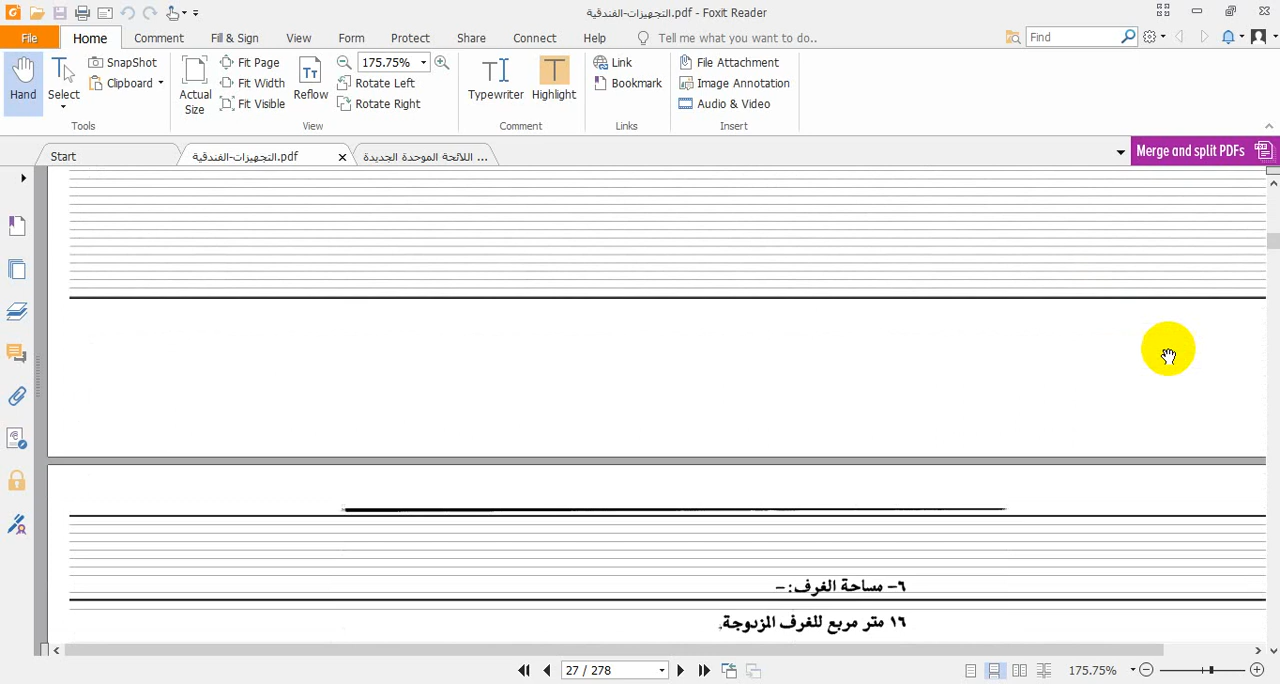 التجهيزات-الفندقية.pdf - Foxit Reader
File Home Comment Fill & Sign View Form Protect Share Connect Help Tell me what you want to do.. Find
Hand
Select
SnapShot
Clipboard
Tools
Actual Size
Fit Page
Fit Width
Fit Visible
Reflow
175.75%
Rotate Left
Rotate Right
View
Typewriter
Highlight
Comment
Link
Bookmark
Links
File Attachment
Image Annotation
Audio & Video
Insert
Start
التجهيزات-الفندقية.pdf
اللائحة الموحدة الجديدة ...
Merge and split PDFs
٦- مساحة الغرف: -
١٦ متر مربع للغرف المزدوجة.
27 / 278
175.75%